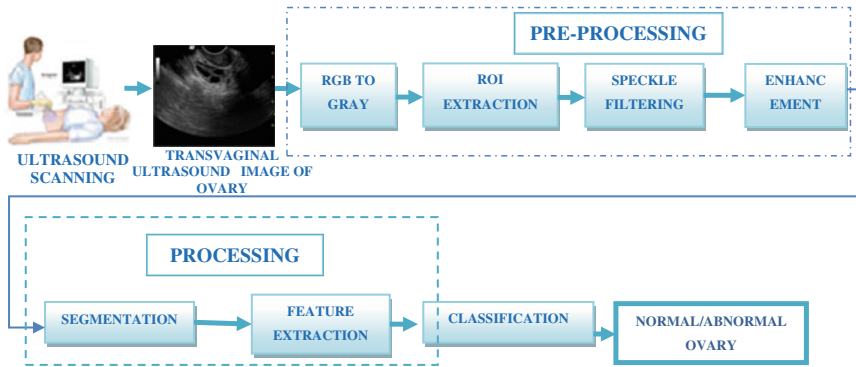 PRE-PROCESSING
RGB TO
GRAY
ROI
EXTRACTION
SPECKLE
FILTERING
ENHANC
EMENT
ULTRASOUND
SCANNING
TRANSVAGINAL
ULTRASOUND IMAGE OF
OVARY
PROCESSING
SEGMENTATION
FEATURE
EXTRACTION
CLASSIFICATION
NORMAL/ABNORMAL
OVARY